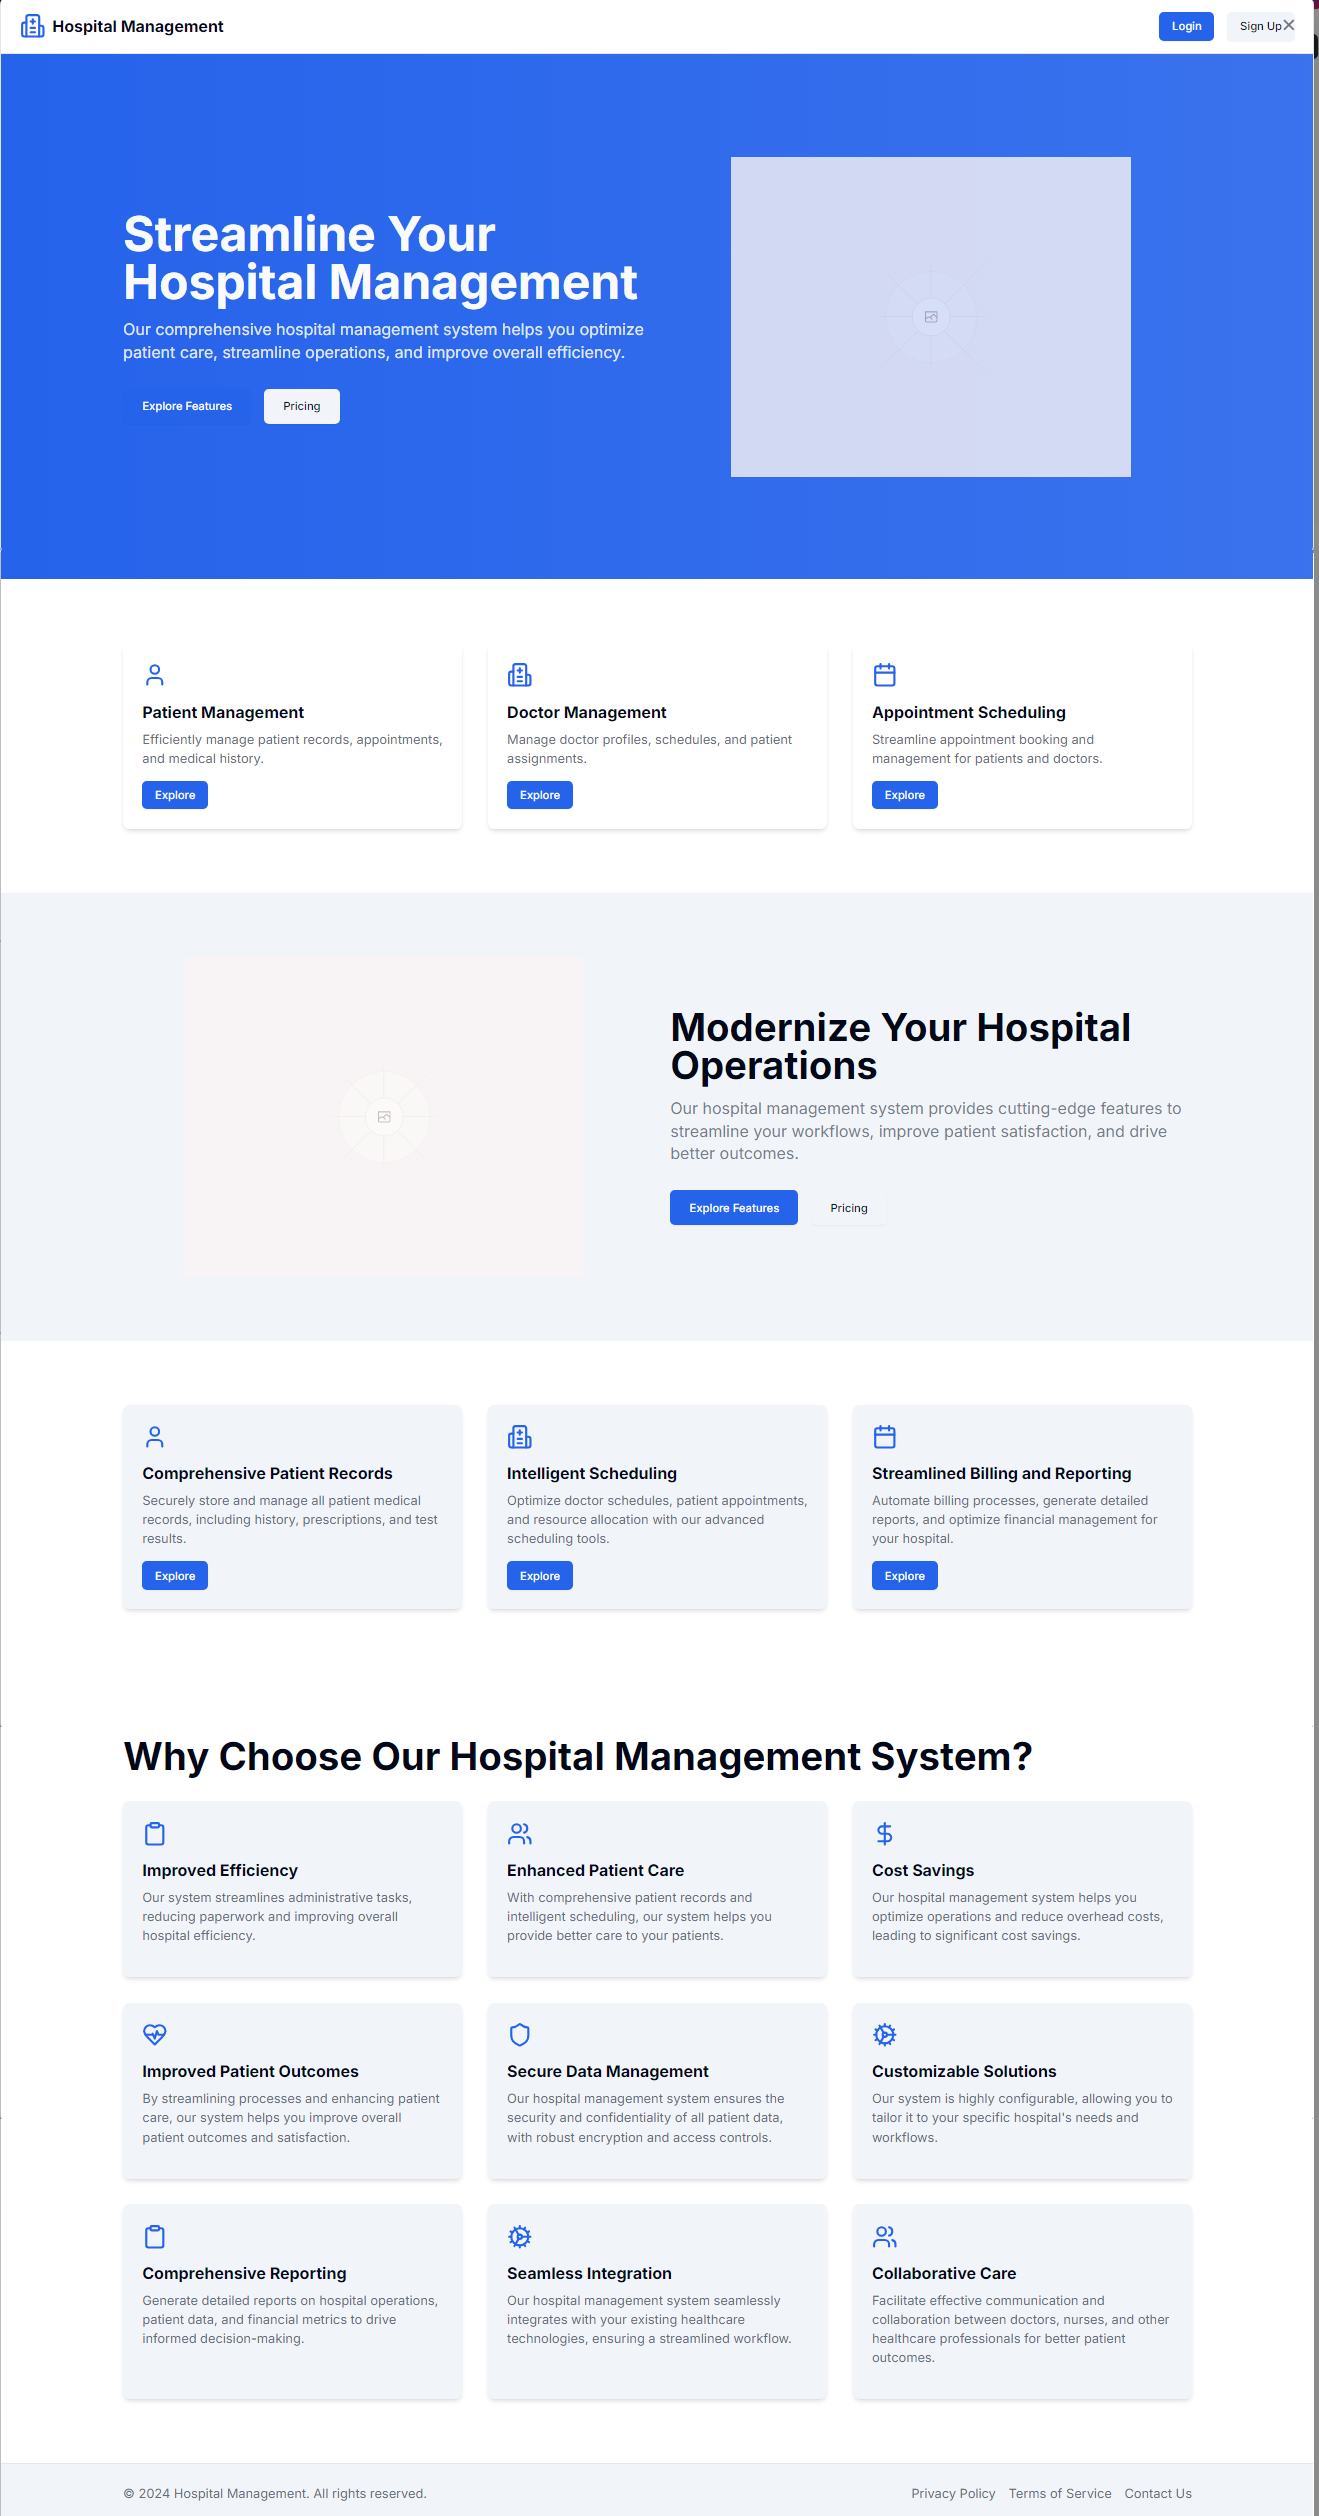 Hospital Management
Login
Sign Up
Streamline Your
Hospital Management
Our comprehensive hospital management system helps you optimize
patient care, streamline operations, and improve overall efficiency.
Explore Features
Pricing
Patient Management
Efficiently manage patient records, appointments,
and medical history.
Explore
Doctor Management
Manage doctor profiles, schedules, and patient
assignments.
Explore
Appointment Scheduling
Streamline appointment booking and
management for patients and doctors.
Explore
Modernize Your Hospital
Operations
Our hospital management system provides cutting-edge features to
streamline your workflows, improve patient satisfaction, and drive
better outcomes.
Explore Features
Pricing
Comprehensive Patient Records
Securely store and manage all patient medical
records, including history, prescriptions, and test
results.
Explore
Intelligent Scheduling
Optimize doctor schedules, patient appointments,
and resource allocation with our advanced
scheduling tools.
Explore
Streamlined Billing and Reporting
Automate billing processes, generate detailed
reports, and optimize financial management for
your hospital.
Explore
Why Choose Our Hospital Management System?
Improved Efficiency
Our system streamlines administrative tasks,
reducing paperwork and improving overall
hospital efficiency.
Enhanced Patient Care
With comprehensive patient records and
intelligent scheduling, our system helps you
provide better care to your patients.
Cost Savings
Our hospital management system helps you
optimize operations and reduce overhead costs,
leading to significant cost savings.
Improved Patient Outcomes
By streamlining processes and enhancing patient
care, our system helps you improve overall
patient outcomes and satisfaction.
Secure Data Management
Our hospital management system ensures the
security and confidentiality of all patient data,
with robust encryption and access controls.
Customizable Solutions
Our system is highly configurable, allowing you to
tailor it to your specific hospital's needs and
workflows.
Comprehensive Reporting
Generate detailed reports on hospital operations,
patient data, and financial metrics to drive
informed decision-making.
Seamless Integration
Our hospital management system seamlessly
integrates with your existing healthcare
technologies, ensuring a streamlined workflow.
Collaborative Care
Facilitate effective communication and
collaboration between doctors, nurses, and other
healthcare professionals for better patient
outcomes.
© 2024 Hospital Management. All rights reserved.
Privacy Policy
Terms of Service
Contact Us